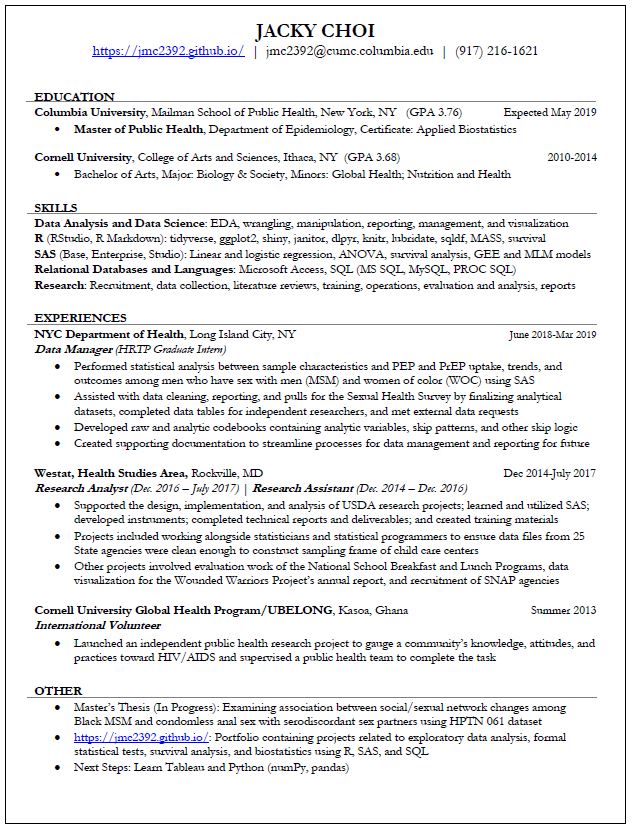 JACKY CHOI
https://jmc2392.github.io/ | jmc2392@cumc.columbia.edu | (917) 216-1621
EDUCATION
Columbia University, Mailman School of Public Health, New York, NY (GPA 3.76) Expected May 2019
• Master of Public Health, Department of Epidemiology, Certificate: Applied Biostatistics
Cornell University, College of Arts and Sciences, Ithaca, NY (GPA 3.68) 2010-2014
• Bachelor of Arts, Major: Biology & Society, Minors: Global Health; Nutrition and Health
SKILLS
Data Analysis and Data Science: EDA, wrangling, manipulation, reporting, management, and visualization
R (RStudio, R Markdown): tidyverse, ggplot2, shiny, janitor, dlpyr, knitr, lubridate, sqldf, MASS, survival
SAS (Base, Enterprise, Studio): Linear and logistic regression, ANOVA, survival analysis, GEE and MLM models
Relational Databases and Languages: Microsoft Access, SQL (MS SQL, MySQL, PROC SQL)
Research: Recruitment, data collection, literature reviews, training, operations, evaluation and analysis, reports
EXPERIENCES
NYC Department of Health, Long Island City, NY June 2018-Mar 2019
Data Manager (HRTP Graduate Intern)
• Performed statistical analysis between sample characteristics and PEP and PrEP uptake, trends, and
outcomes among men who have sex with men (MSM) and women of color (WOC) using SAS
• Assisted with data cleaning, reporting, and pulls for the Sexual Health Survey by finalizing analytical
datasets, completed data tables for independent researchers, and met external data requests
• Developed raw and analytic codebooks containing analytic variables, skip patterns, and other skip logic
• Created supporting documentation to streamline processes for data management and reporting for future
Westat, Health Studies Area, Rockville, MD Dec 2014-July 2017
Research Analyst (Dec. 2016 – July 2017) | Research Assistant (Dec. 2014 – Dec. 2016)
• Supported the design, implementation, and analysis of USDA research projects; learned and utilized SAS;
developed instruments; completed technical reports and deliverables; and created training materials
• Projects included working alongside statisticians and statistical programmers to ensure data files from 25
State agencies were clean enough to construct sampling frame of child care centers
• Other projects involved evaluation work of the National School Breakfast and Lunch Programs, data
visualization for the Wounded Warriors Project’s annual report, and recruitment of SNAP agencies
Cornell University Global Health Program/UBELONG, Kasoa, Ghana Summer 2013
International Volunteer
• Launched an independent public health research project to gauge a community’s knowledge, attitudes, and
practices toward HIV/AIDS and supervised a public health team to complete the task
OTHER
• Master’s Thesis (In Progress): Examining association between social/sexual network changes among
Black MSM and condomless anal sex with serodiscordant sex partners using HPTN 061 dataset
• https://jmc2392.github.io/: Portfolio containing projects related to exploratory data analysis, formal
statistical tests, survival analysis, and biostatistics using R, SAS, and SQL
• Next Steps: Learn Tableau and Python (numPy, pandas)